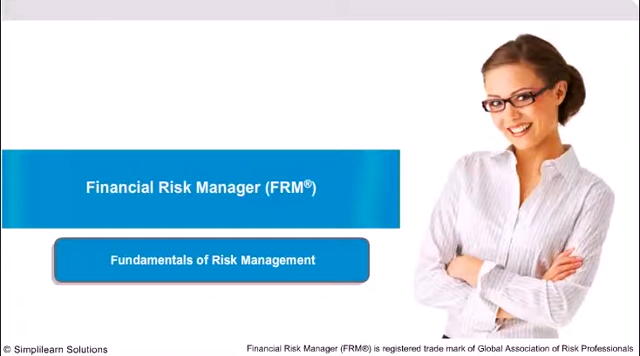 Financial Risk Manager (FRM®)
Fundamentals of Risk Management
© Simplilearn Solutions
Financial Risk Manager (FRM®) is registered trade mark of Global Association of Risk Professionals